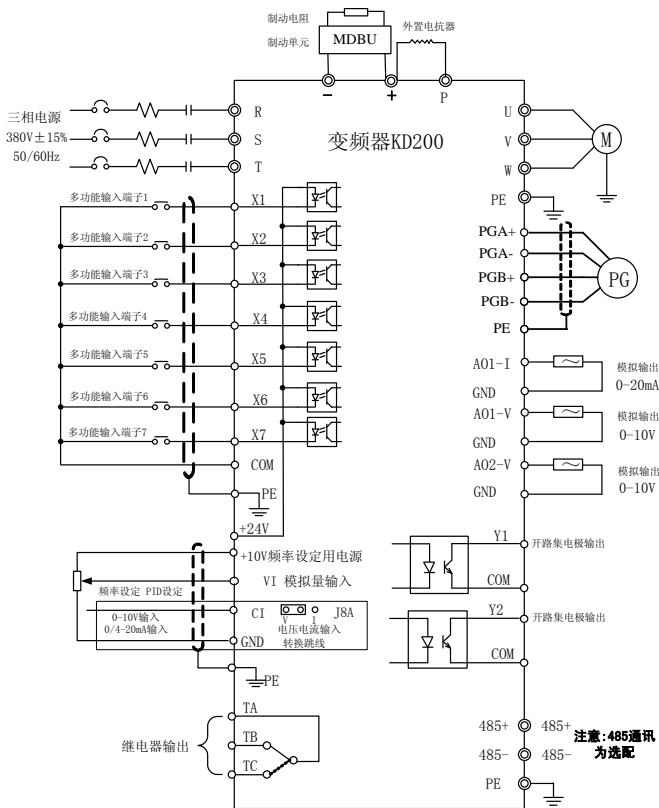 制动电阻
制动单元
MDBU
外置电抗器
−
+
P
三相电源
380V±15%
50/60Hz
R
S
T
变频器KD200
U
V
W
M
PE
多功能输入端子1
X1
多功能输入端子2
X2
多功能输入端子3
X3
多功能输入端子4
X4
多功能输入端子5
X5
多功能输入端子6
X6
多功能输入端子7
X7
COM
PE
+24V
PGA+
PGA-
PGB+
PGB-
PE
PG
AO1-I
GND
模拟输出
0-20mA
AO1-V
GND
模拟输出
0-10V
AO2-V
GND
模拟输出
0-10V
+10V频率设定用电源
频率设定 PID设定
VI 模拟量输入
0-10V输入
0/4-20mA输入
CI
V
I
J8A
电压电流输入
转换跳线
GND
PE
Y1
开路集电极输出
COM
Y2
开路集电极输出
COM
继电器输出
TA
TB
TC
485+
485+
485-
485-
注意:485通讯
为选配
PE